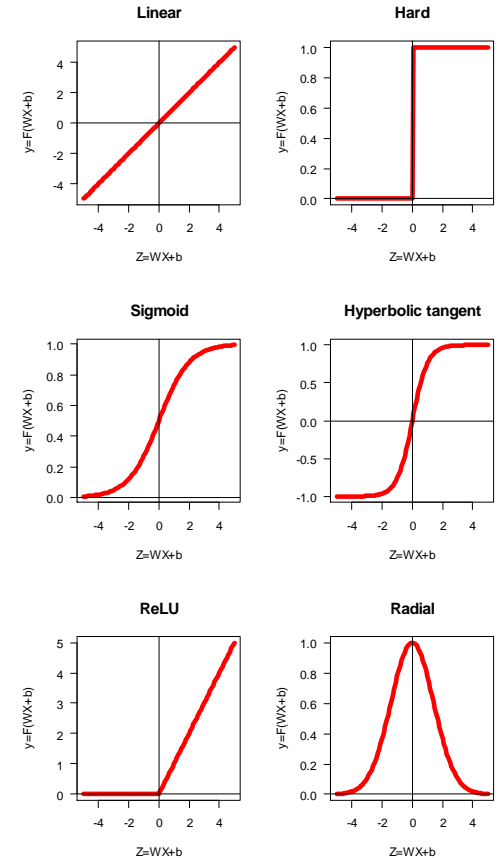 Linear
y=F(WX+b)
4
2
0
-2
-4
-4 -2 0 2 4
Z=WX+b
Hard
y=F(WX+b)
1.0
0.8
0.6
0.4
0.2
0.0
-4 -2 0 2 4
Z=WX+b
Sigmoid
y=F(WX+b)
1.0
0.8
0.6
0.4
0.2
0.0
-4 -2 0 2 4
Z=WX+b
Hyperbolic tangent
y=F(WX+b)
1.0
0.5
0.0
-0.5
-1.0
-4 -2 0 2 4
Z=WX+b
ReLU
y=F(WX+b)
5
4
3
2
1
0
-4 -2 0 2 4
Z=WX+b
Radial
y=F(WX+b)
1.0
0.8
0.6
0.4
0.2
0.0
-4 -2 0 2 4
Z=WX+b